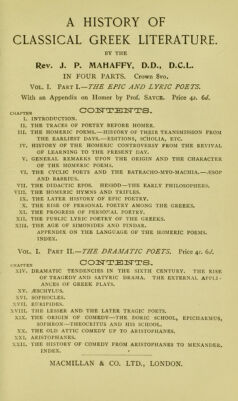 A HISTORY OF
CLASSICAL GREEK LITERATURE.
BY THE
Rev. J. P. MAHAFFY, D.D., D.C.L.
IN FOUR PARTS. Crown 8vo.
VOL. I. PART I.—THE EPIC AND LYRIC POETS.
With an Appendix on Homer by Prof. SAYCE. Price 4s. 6d.
CONTENTS.
CHAPTER
I. INTRODUCTION.
II. THE TRACES OF POETRY BEFORE HOMER.
III. THE HOMERIC POEMS.—HISTORY OF THEIR TRANSMISSION FROM
THE EARLIEST DAYS.—EDITIONS, SCHOLIA, ETC.
IV. HISTORY OF THE HOMERIC CONTROVERSY FROM THE REVIVAL
OF LEARNING TO THE PRESENT DAY.
V. GENERAL REMARKS UPON THE ORIGIN AND THE CHARACTER
OF THE HOMERIC POEMS.
VI. THE CYCLIC POETS AND THE BATRACHO-MYO-MACHIA.—ÆSOP
AND BABRIUS.
VII. THE DIDACTIC EPOS. HESIOD—THE EARLY PHILOSOPHERS.
VIII. THE HOMERIC HYMNS AND TRIFLES.
IX. THE LATER HISTORY OF EPIC POETRY.
X. THE RISE OF PERSONAL POETRY AMONG THE GREEKS.
XI. THE PROGRESS OF PERSONAL POETRY.
XII. THE PUBLIC LYRIC POETRY OF THE GREEKS.
XIII. THE AGE OF SIMONIDES AND PINDAR.
APPENDIX ON THE LANGUAGE OF THE HOMERIC POEMS.
INDEX.
VOL. I. PART II.—THE DRAMATIC POETS. Price 4s. 6d.
CONTENTS.
CHAPTER
XIV. DRAMATIC TENDENCIES IN THE SIXTH CENTURY. THE RISE
OF TRAGEDY AND SATYRIC DRAMA. THE EXTERNAL APPLI-
ANCES OF GREEK PLAYS.
XV. ÆSCHYLUS.
XVI. SOPHOCLES.
XVII. EURIPIDES.
XVIII. THE LESSER AND THE LATER TRAGIC POETS.
XIX. THE ORIGIN OF COMEDY—THE DORIC SCHOOL, EPICHARMUS,
SOPHRON—THEOCRITUS AND HIS SCHOOL.
XX. THE OLD ATTIC COMEDY UP TO ARISTOPHANES.
XXI. ARISTOPHANES.
XXII. THE HISTORY OF COMEDY FROM ARISTOPHANES TO MENANDER.
INDEX.
MACMILLAN & CO. LTD., LONDON.